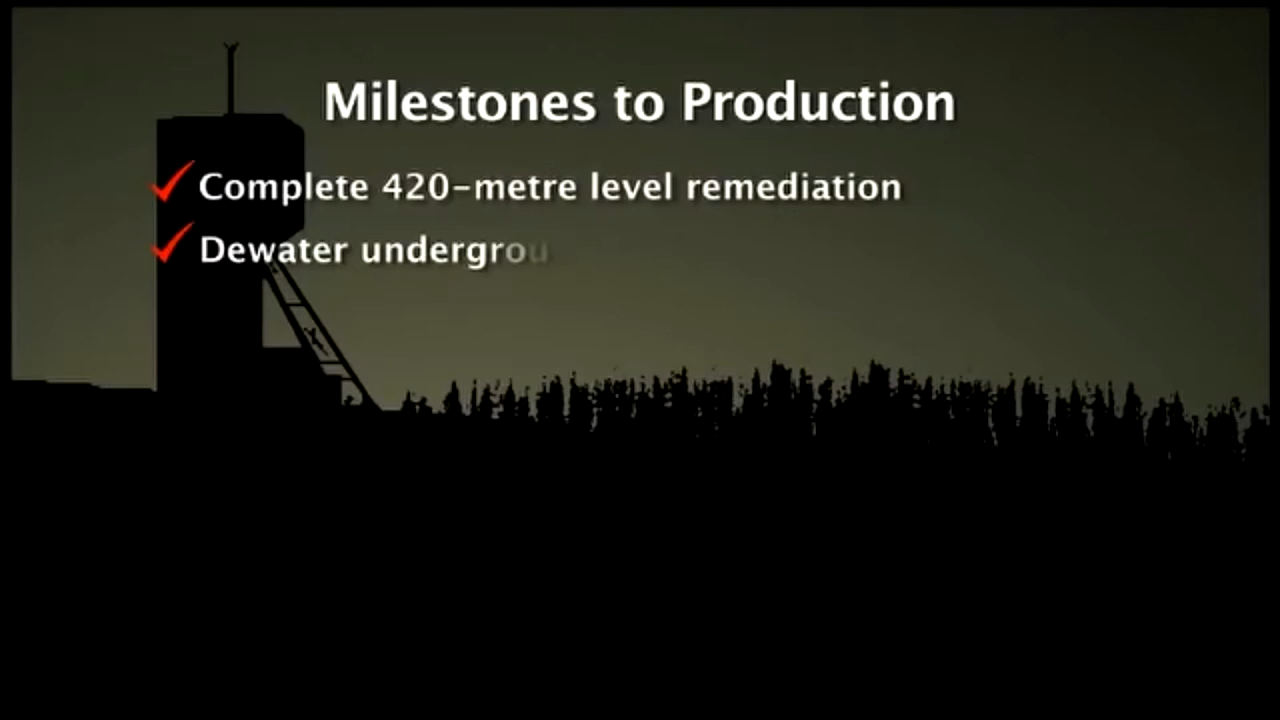 Milestones to Production
Complete 420-metre level remediation
Dewater undergrou